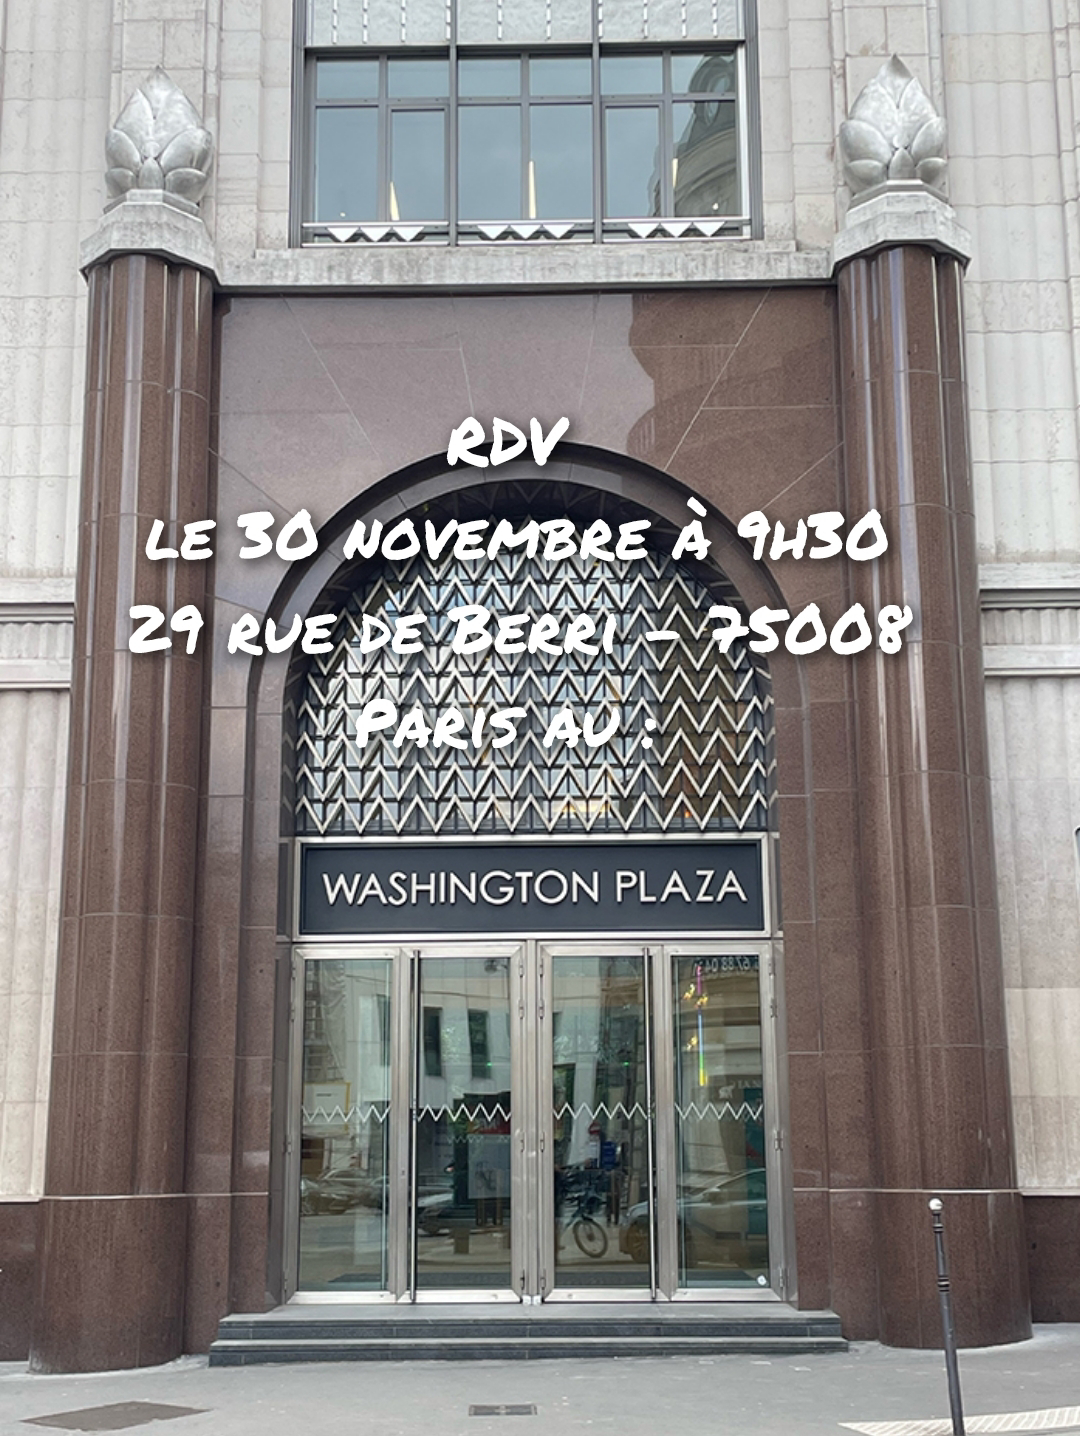 RDV
le 30 novembre à 9h30
29 rue de Berri - 75008
Paris au :
WASHINGTON PLAZA